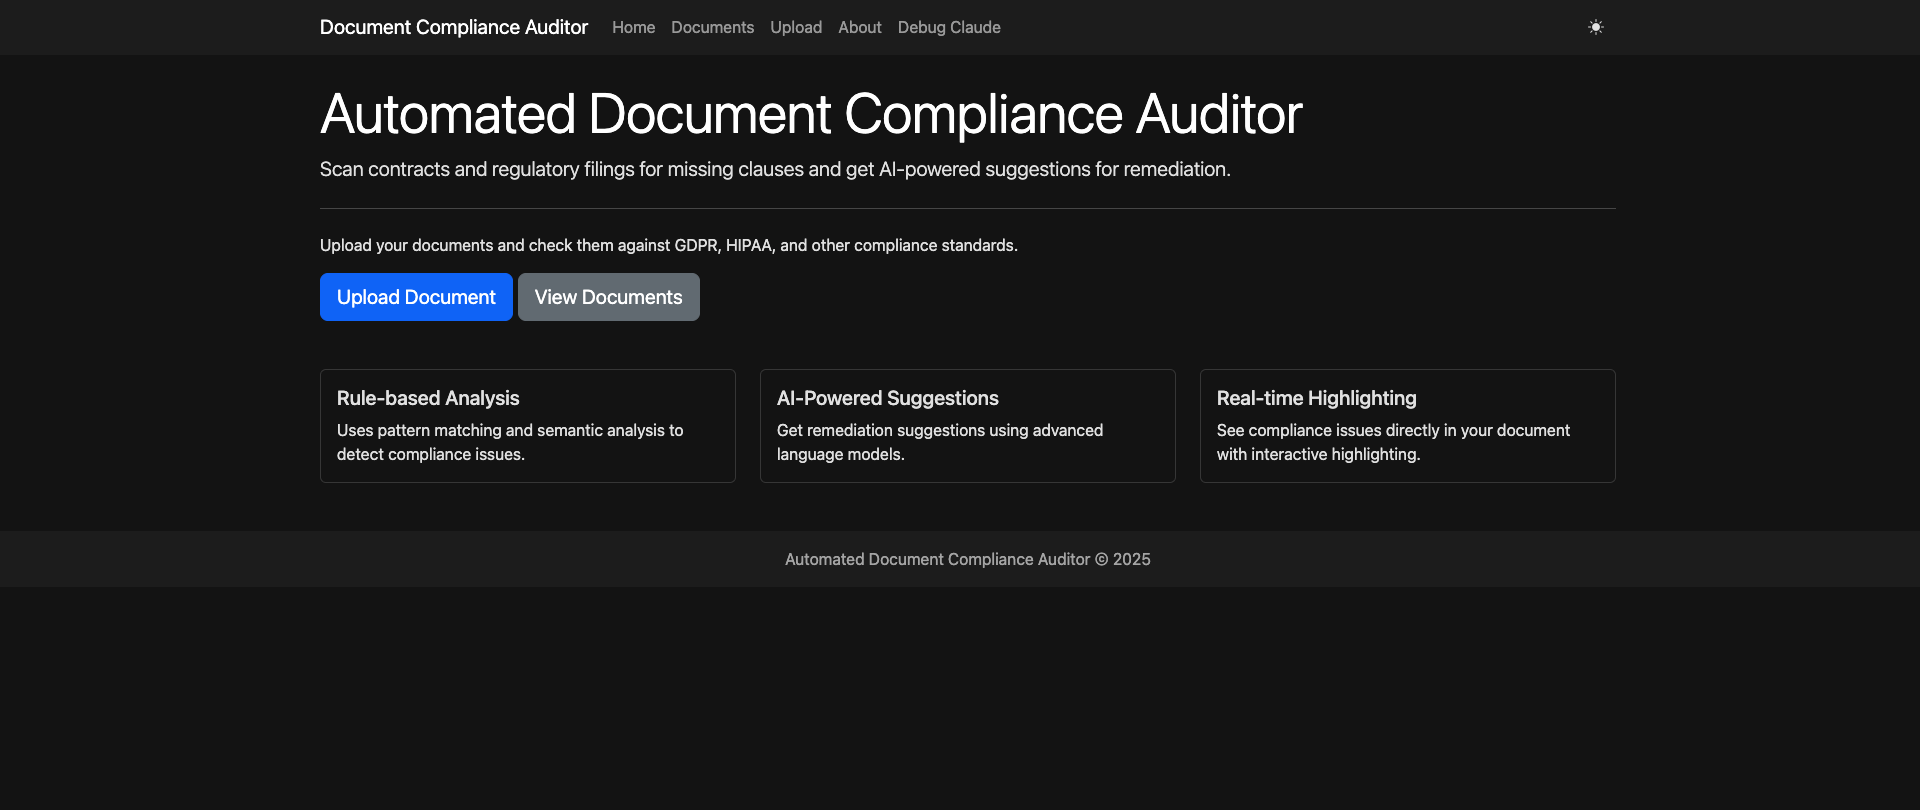 Document Compliance Auditor Home Documents Upload About Debug Claude
Automated Document Compliance Auditor
Scan contracts and regulatory filings for missing clauses and get AI-powered suggestions for remediation.
Upload your documents and check them against GDPR, HIPAA, and other compliance standards.
Upload Document View Documents
Rule-based Analysis
Uses pattern matching and semantic analysis to
detect compliance issues.
AI-Powered Suggestions
Get remediation suggestions using advanced
language models.
Real-time Highlighting
See compliance issues directly in your document
with interactive highlighting.
Automated Document Compliance Auditor © 2025